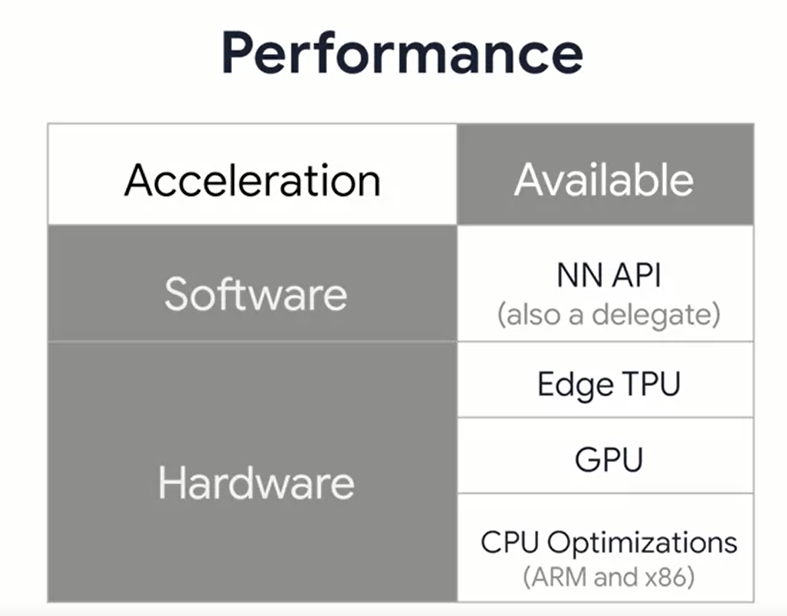 Performance
Acceleration
Available
Software
NN API
(also a delegate)
Hardware
Edge TPU
GPU
CPU Optimizations
(ARM and x86)